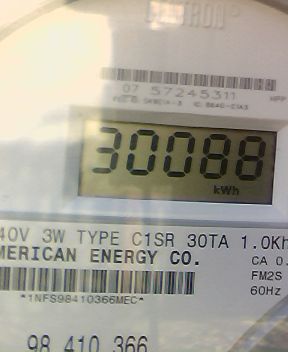 CENTRON®
07 57245311
30088
kWh
40V 3W TYPE C1SR 30TA 1.0Kh
MERICAN ENERGY CO.
CA 0.
FM2S
60Hz
*1NFS98410366MEC*
98 410 366